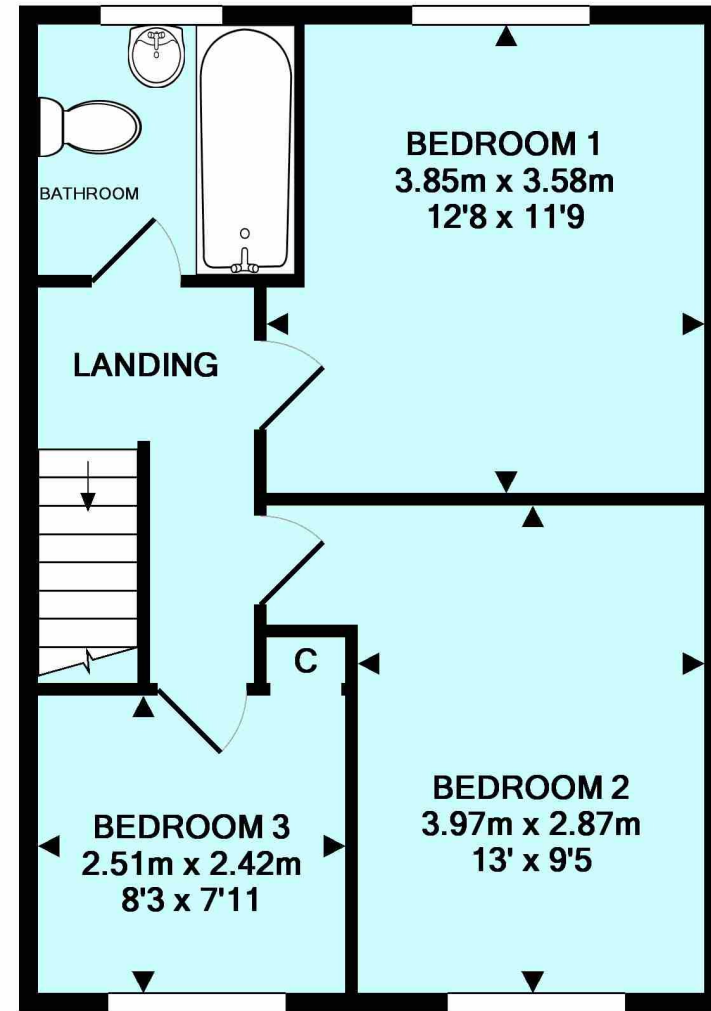 BEDROOM 1
3.85m x 3.58m
12'8 x 11'9
BATHROOM
LANDING
C
BEDROOM 2
3.97m x 2.87m
13' x 9'5
BEDROOM 3
2.51m x 2.42m
8'3 x 7'11